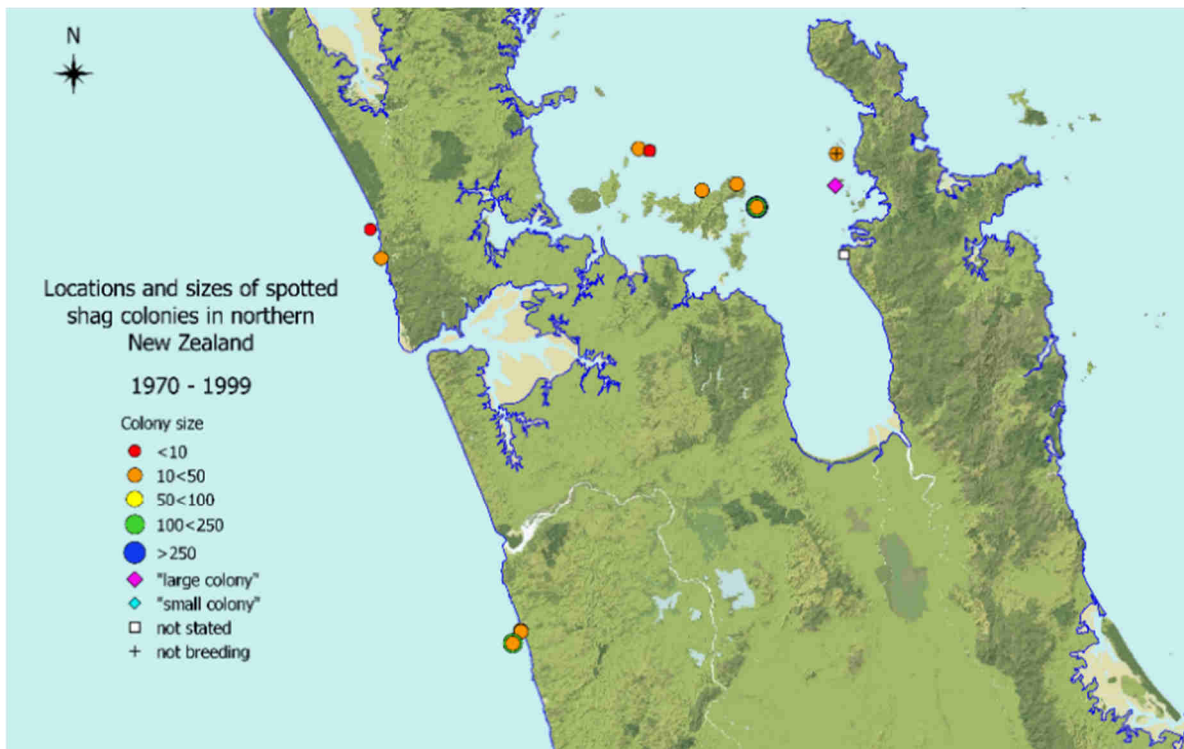 N
Locations and sizes of spotted
shag colonies in northern
New Zealand
1970 - 1999
Colony size
<10
10<50
50<100
100<250
>250
"large colony"
"small colony"
not stated
not breeding